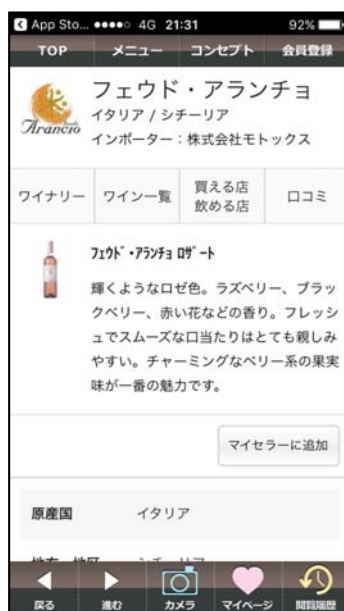 App Sto... 4G 21:31 92%
TOP メニュー コンセプト 会員登録
フェウド・アランチョ
Arancio
イタリア / シチーリア
インポーター：株式会社モトックス
ワイナリー ワイン一覧 買える店 飲める店 口コミ
ﾌｪｳﾄﾞ･ｱﾗﾝﾁｮ ﾛｻﾞｰﾄ
輝くようなロゼ色。ラズベリー、ブラッ
クベリー、赤い花などの香り。フレッシ
ュでスムーズな口当たりはとても親しみ
やすい。チャーミングなベリー系の果実
味が一番の魅力です。
マイセラーに追加
原産国 イタリア
地方、地区 シチーリア
戻る 進む カメラ マイページ 閲覧履歴